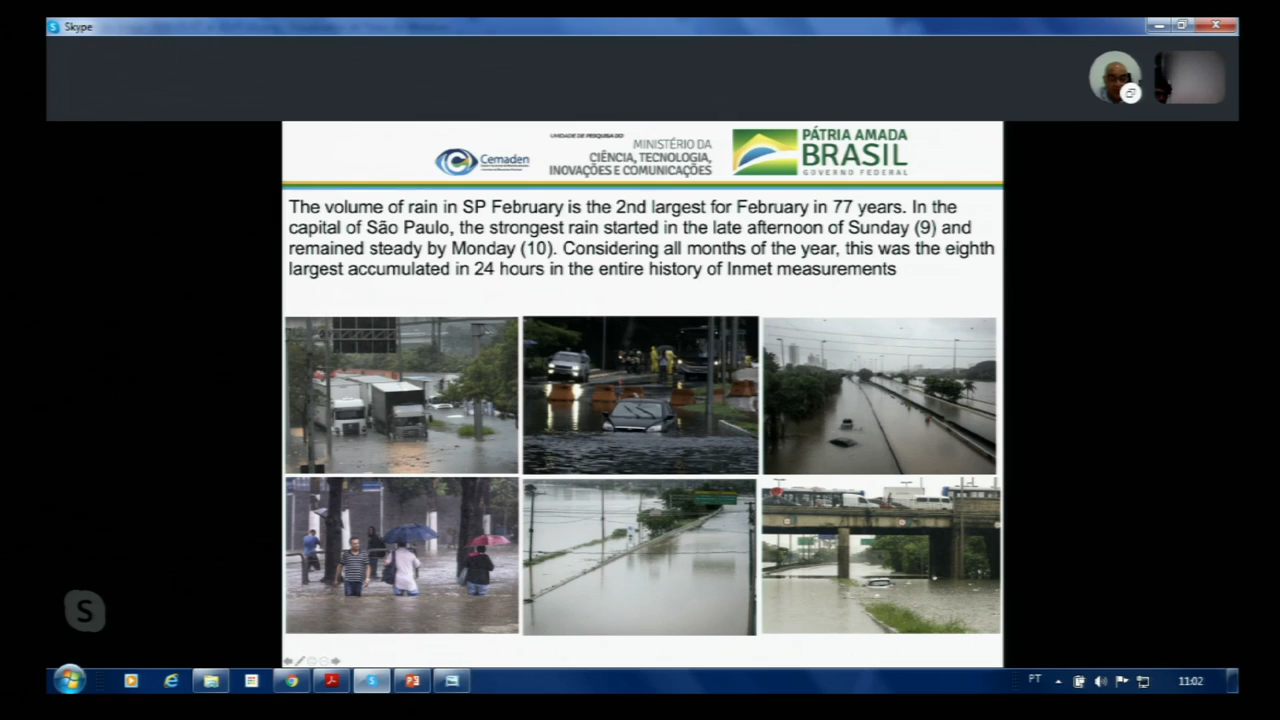 Skype
Cemaden
UNIDADE DE PESQUISA DO
MINISTÉRIO DA
CIÊNCIA, TECNOLOGIA,
INOVAÇÕES E COMUNICAÇÕES
PÁTRIA AMADA
BRASIL
GOVERNO FEDERAL
The volume of rain in SP February is the 2nd largest for February in 77 years. In the
capital of São Paulo, the strongest rain started in the late afternoon of Sunday (9) and
remained steady by Monday (10). Considering all months of the year, this was the eighth
largest accumulated in 24 hours in the entire history of Inmet measurements
S
PT
11:02